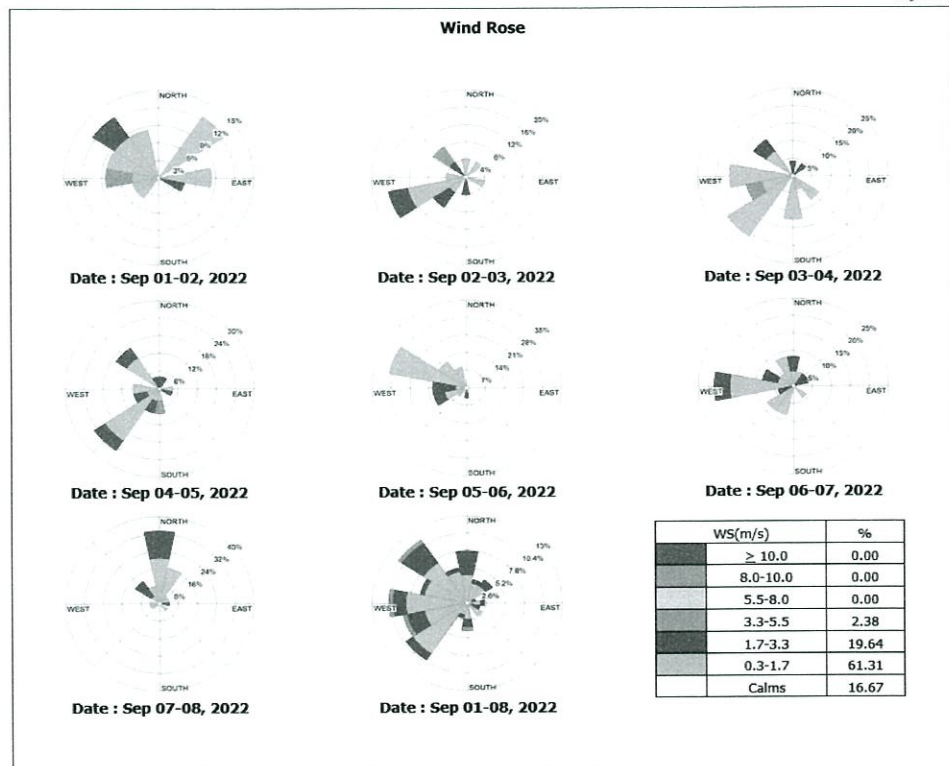 Wind Rose
NORTH
15%
12%
9%
6%
3%
WEST
EAST
SOUTH
Date : Sep 01-02, 2022
NORTH
20%
16%
12%
8%
4%
WEST
EAST
SOUTH
Date : Sep 02-03, 2022
NORTH
25%
20%
15%
10%
5%
WEST
EAST
SOUTH
Date : Sep 03-04, 2022
NORTH
30%
24%
18%
12%
6%
WEST
EAST
SOUTH
Date : Sep 04-05, 2022
NORTH
35%
28%
21%
14%
7%
WEST
EAST
SOUTH
Date : Sep 05-06, 2022
NORTH
25%
20%
15%
10%
5%
WEST
EAST
SOUTH
Date : Sep 06-07, 2022
NORTH
40%
32%
24%
16%
8%
WEST
EAST
SOUTH
Date : Sep 07-08, 2022
NORTH
13%
10.4%
7.8%
5.2%
2.6%
WEST
EAST
SOUTH
Date : Sep 01-08, 2022
WS(m/s) %
≥ 10.0 0.00
8.0-10.0 0.00
5.5-8.0 0.00
3.3-5.5 2.38
1.7-3.3 19.64
0.3-1.7 61.31
Calms 16.67